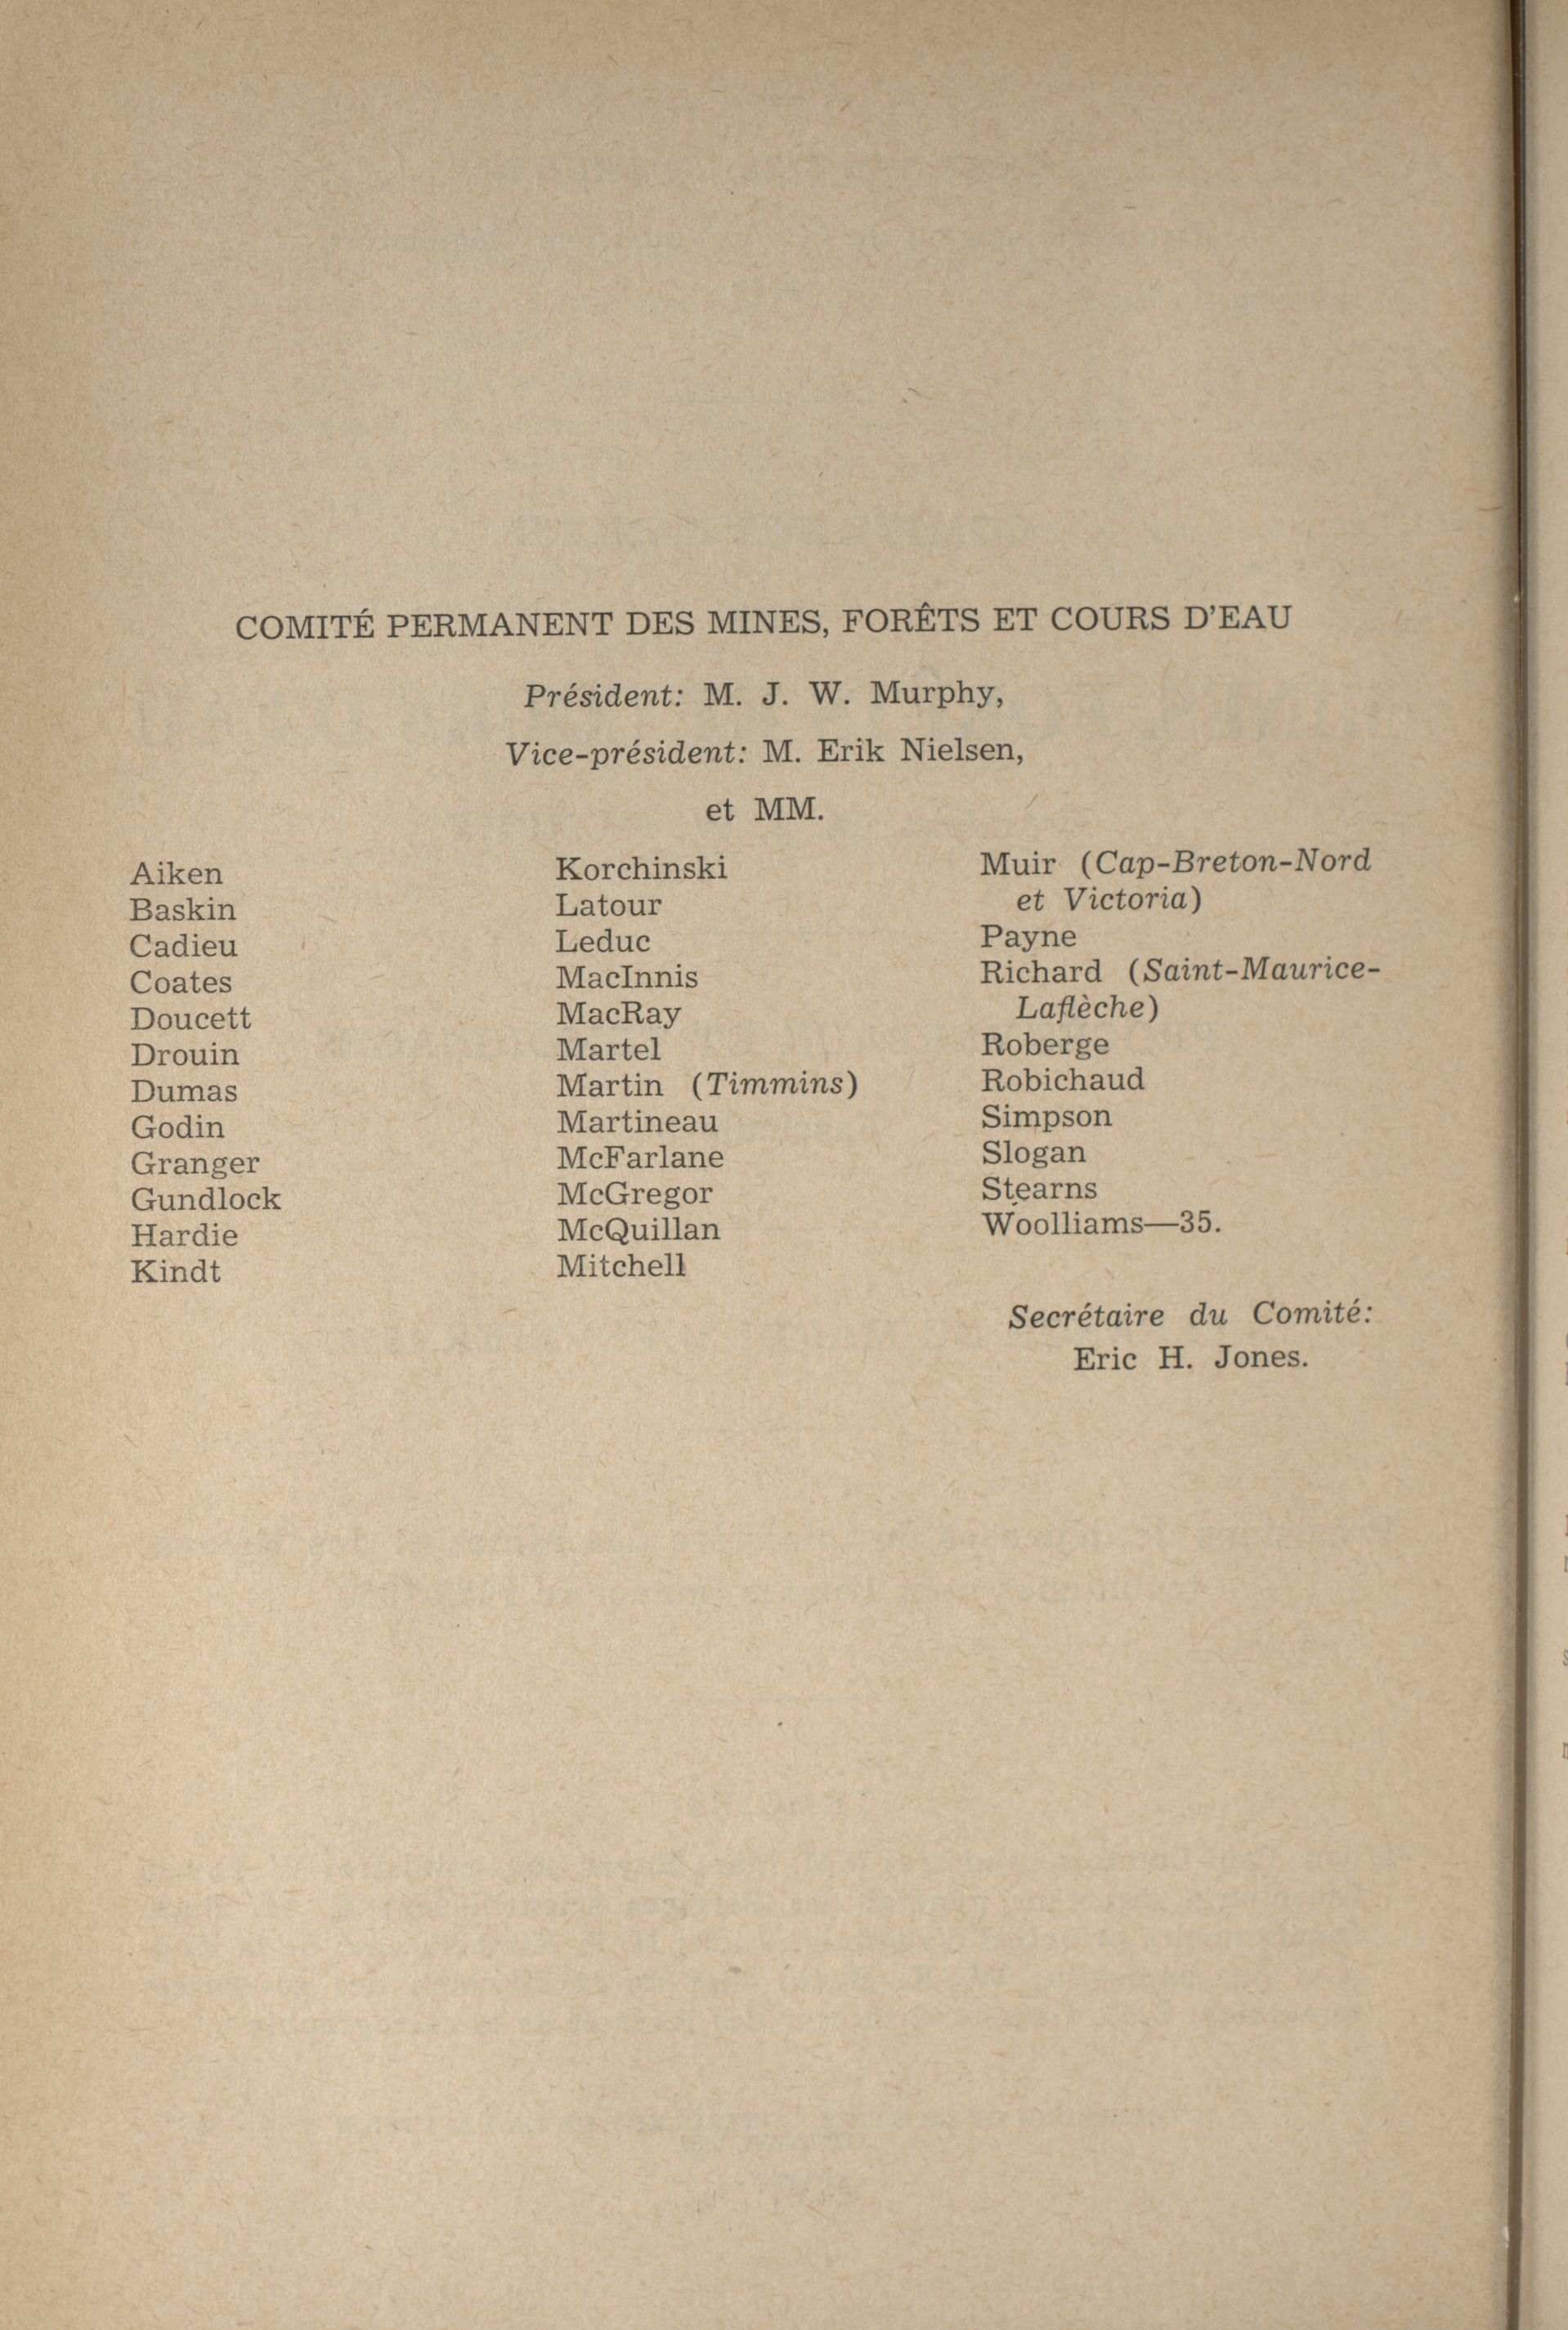 COMITÉ PERMANENT DES MINES, FORÊTS ET COURS D'EAU
Président: M. J. W. Murphy,
Vice-président: M. Erik Nielsen,
et MM.
Aiken
Baskin
Cadieu
Coates
Doucett
Drouin
Dumas
Godin
Granger
Gundlock
Hardie
Kindt
Korchinski
Latour
Leduc
MacInnis
MacRay
Martel
Martin (Timmins)
Martineau
McFarlane
McGregor
McQuillan
Mitchell
Muir (Cap-Breton-Nord
et Victoria)
Payne
Richard (Saint-Maurice-
Laflèche)
Roberge
Robichaud
Simpson
Slogan
Stearns
Woolliams—35.
Secrétaire du Comité:
Eric H. Jones.